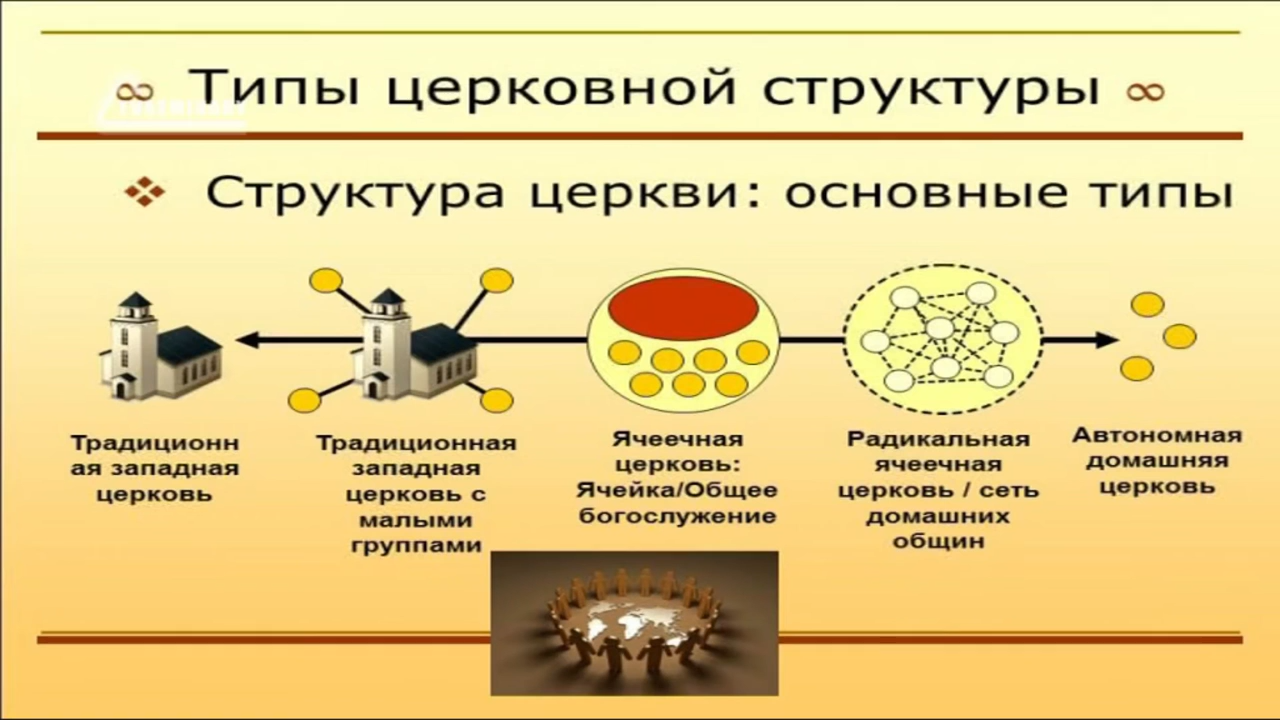 Типы церковной структуры
Структура церкви: основные типы
Традиционн
ая западная
церковь
Традиционная
западная
церковь с
малыми
группами
Ячеечная
церковь:
Ячейка/Общее
богослужение
Радикальная
ячеечная
церковь / сеть
домашних
общин
Автономная
домашняя
церковь